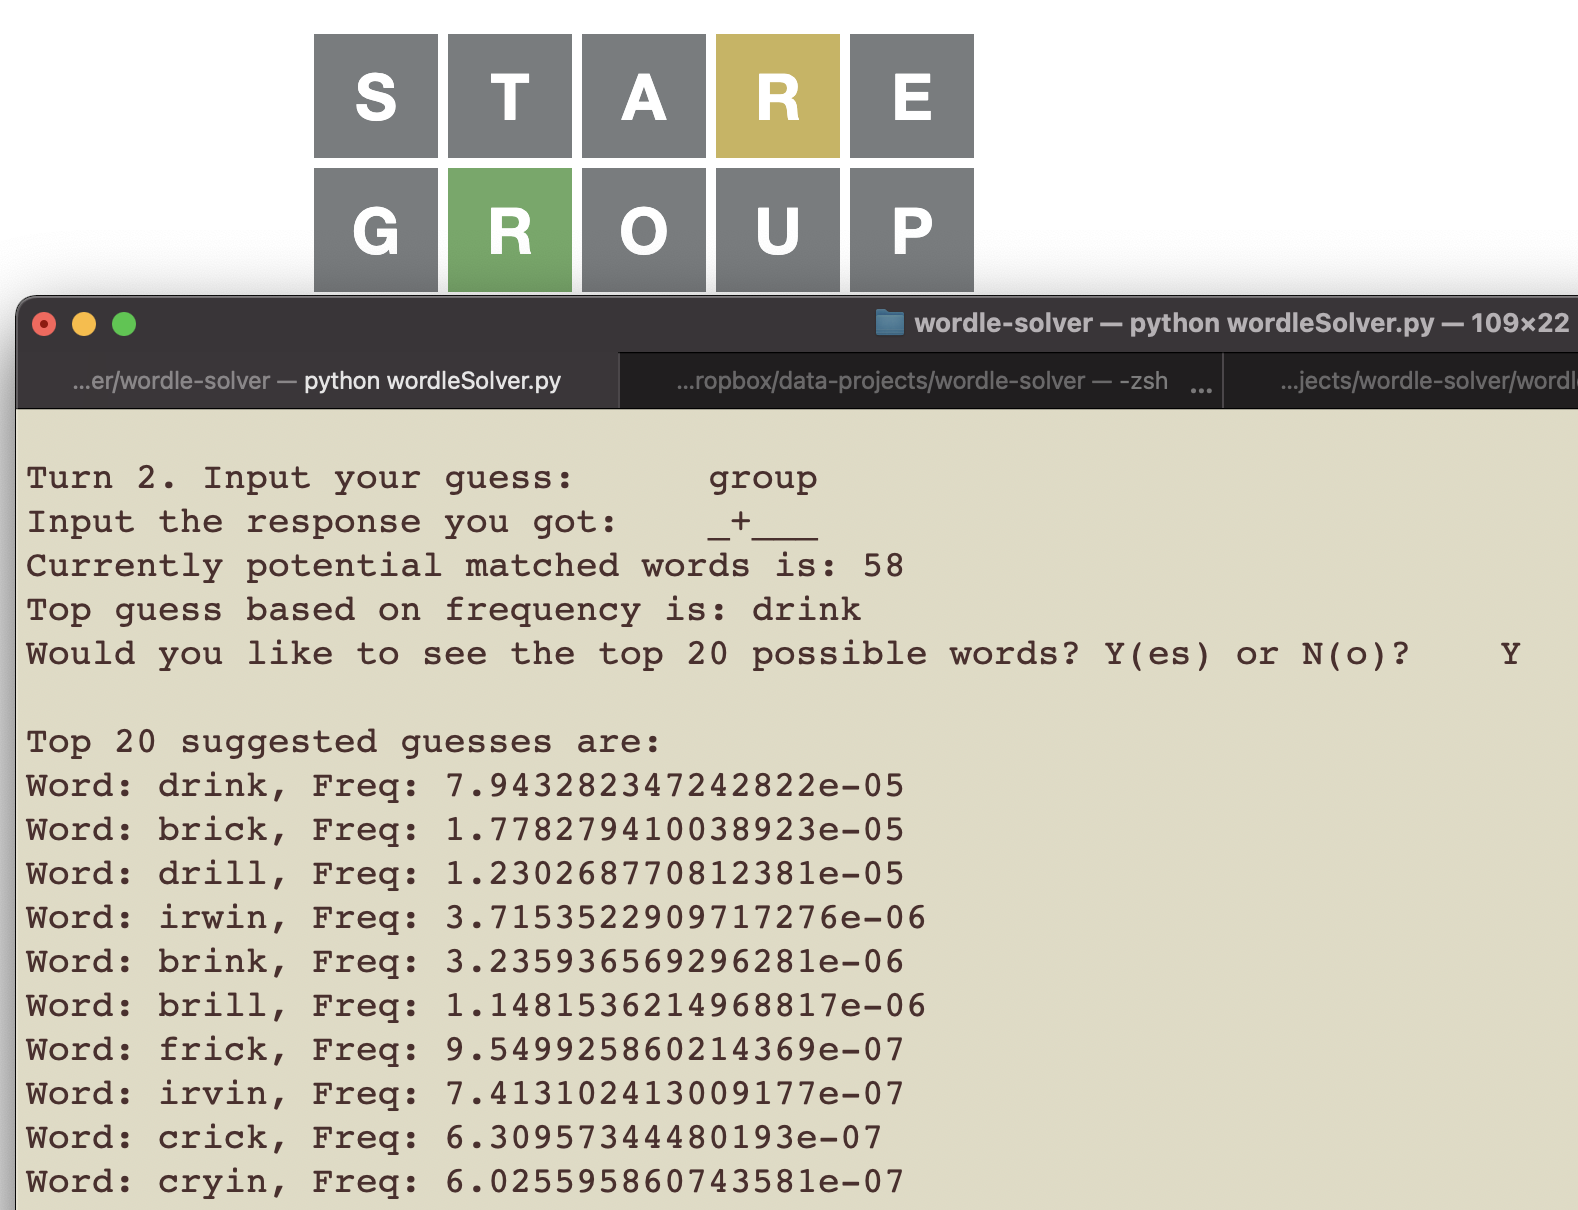 STARE
GROUP
wordle-solver — python wordleSolver.py — 109×22
...er/wordle-solver — python wordleSolver.py ...ropbox/data-projects/wordle-solver — -zsh ... ...jects/wordle-solver/wordl
Turn 2. Input your guess: group
Input the response you got: _+___
Currently potential matched words is: 58
Top guess based on frequency is: drink
Would you like to see the top 20 possible words? Y(es) or N(o)? Y
Top 20 suggested guesses are:
Word: drink, Freq: 7.943282347242822e-05
Word: brick, Freq: 1.778279410038923e-05
Word: drill, Freq: 1.230268770812381e-05
Word: irwin, Freq: 3.7153522909717276e-06
Word: brink, Freq: 3.235936569296281e-06
Word: brill, Freq: 1.1481536214968817e-06
Word: frick, Freq: 9.549925860214369e-07
Word: irvin, Freq: 7.413102413009177e-07
Word: crick, Freq: 6.30957344480193e-07
Word: cryin, Freq: 6.025595860743581e-07